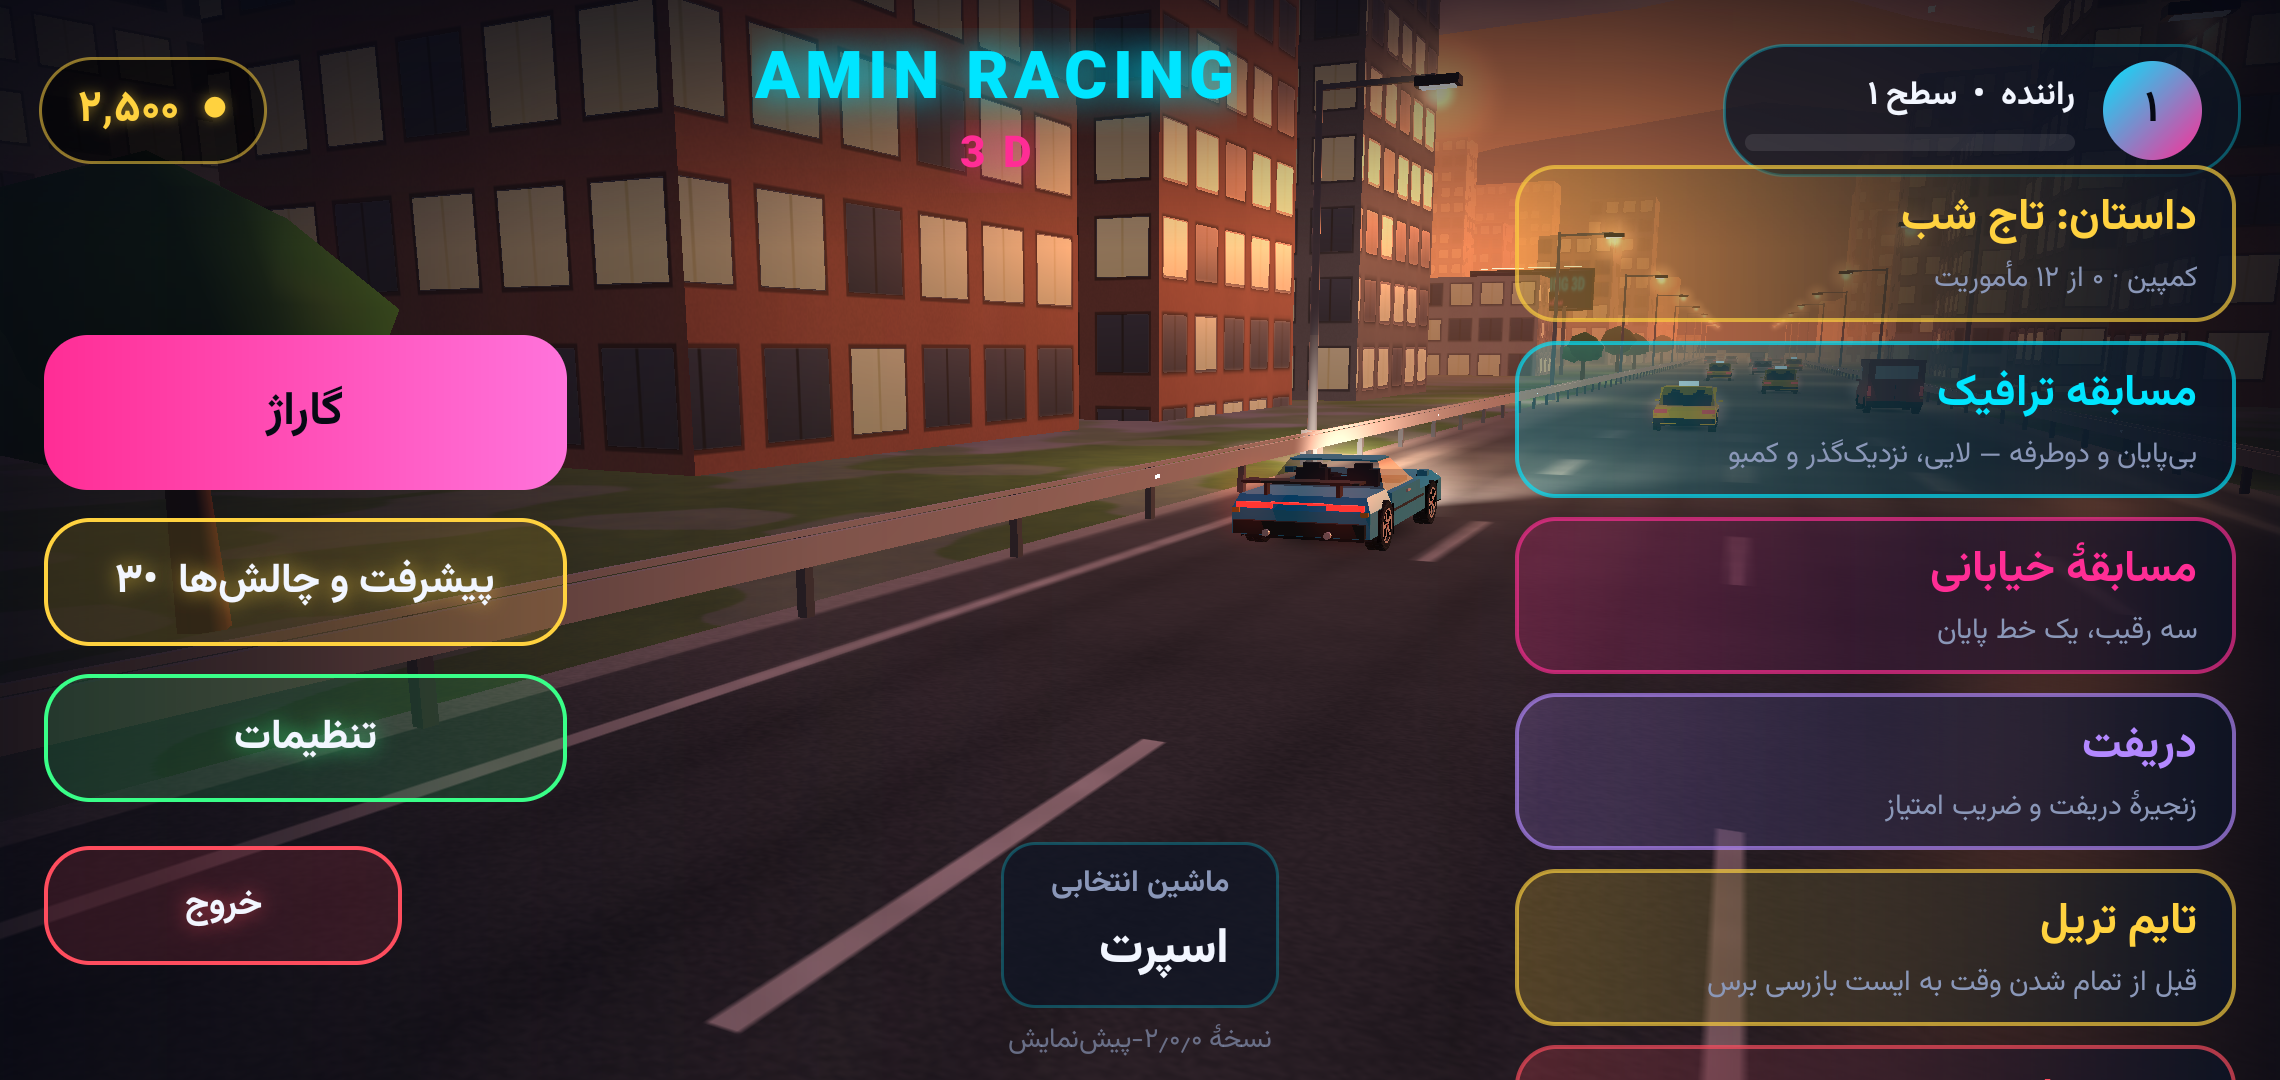 AMIN RACING
3 D
۲,۵۰۰
راننده • سطح ۱
۱
داستان: تاج شب
کمپین · ۰ از ۱۲ مأموریت
مسابقه ترافیک
بی‌پایان و دوطرفه — لایی، نزدیک‌گذر و کمبو
مسابقهٔ خیابانی
سه رقیب، یک خط پایان
دریفت
زنجیرهٔ دریفت و ضریب امتیاز
تایم تریل
قبل از تمام شدن وقت به ایست بازرسی برس
گاراژ
پیشرفت و چالش‌ها •۳
تنظیمات
خروج
ماشین انتخابی
اسپرت
نسخهٔ ۲٫۰٫۰-پیش‌نمایش